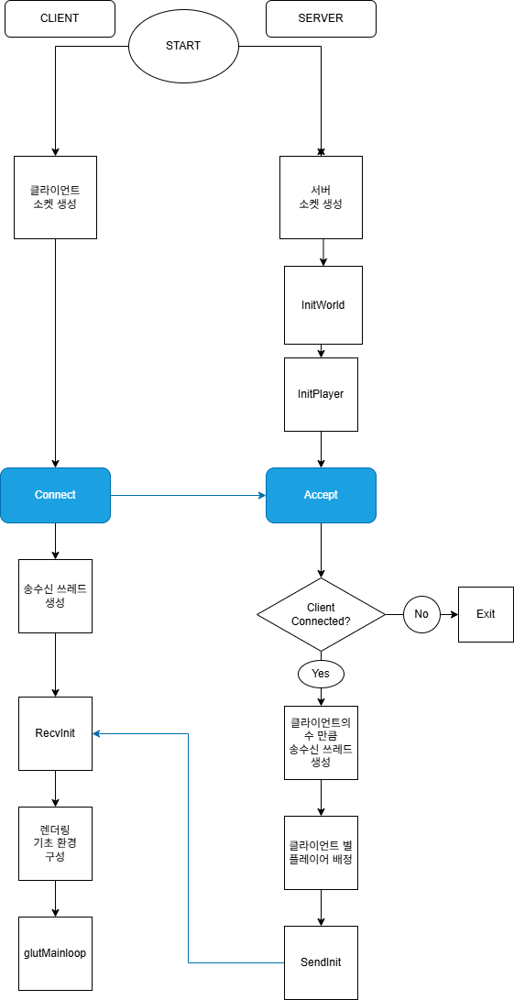 CLIENT
SERVER
START
클라이언트
소켓 생성
서버
소켓 생성
InitWorld
InitPlayer
Connect
Accept
송수신 쓰레드
생성
Client
Connected?
No
Exit
Yes
RecvInit
클라이언트의
수 만큼
송수신 쓰레드
생성
렌더링
기초 환경
구성
클라이언트 별
플레이어 배정
glutMainloop
SendInit